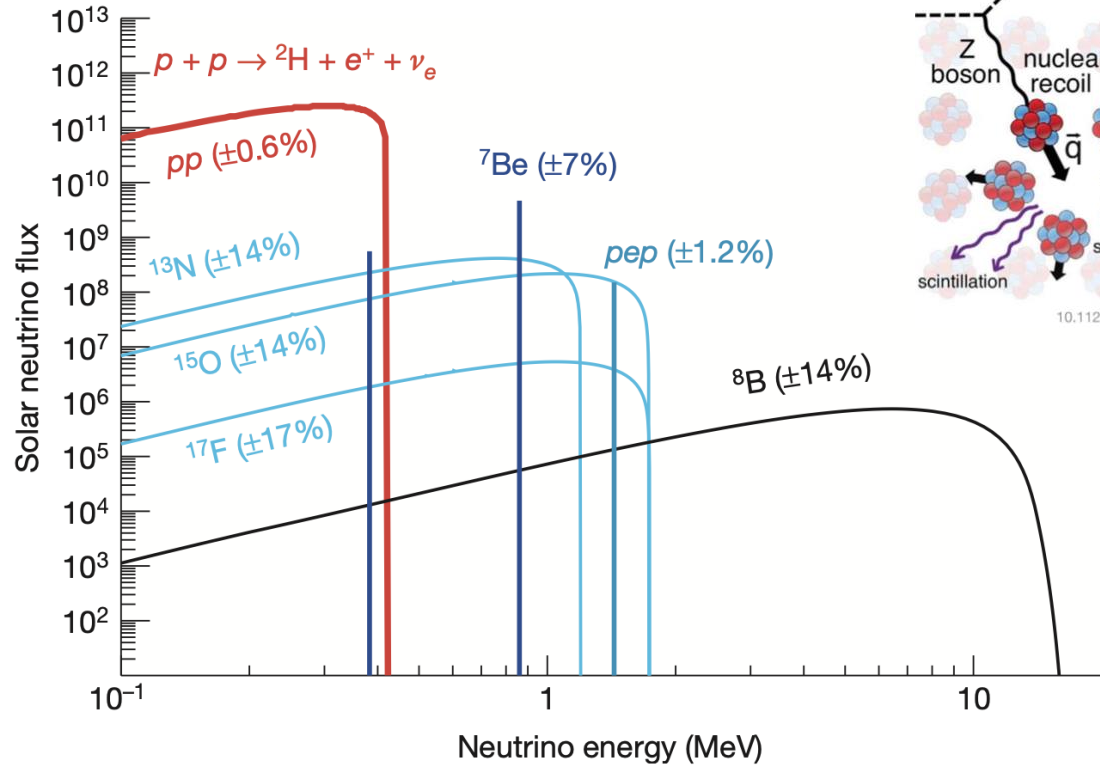 10¹³
10¹²
10¹¹
10¹⁰
10⁹
10⁸
10⁷
10⁶
10⁵
10⁴
10³
10²
Solar neutrino flux
p + p → ²H + e⁺ + νₑ
pp (±0.6%)
⁷Be (±7%)
pep (±1.2%)
¹³N (±14%)
¹⁵O (±14%)
¹⁷F (±17%)
⁸B (±14%)
10⁻¹
1
10
Neutrino energy (MeV)
Z
boson
recoil
q⃗
scintillation
10.112